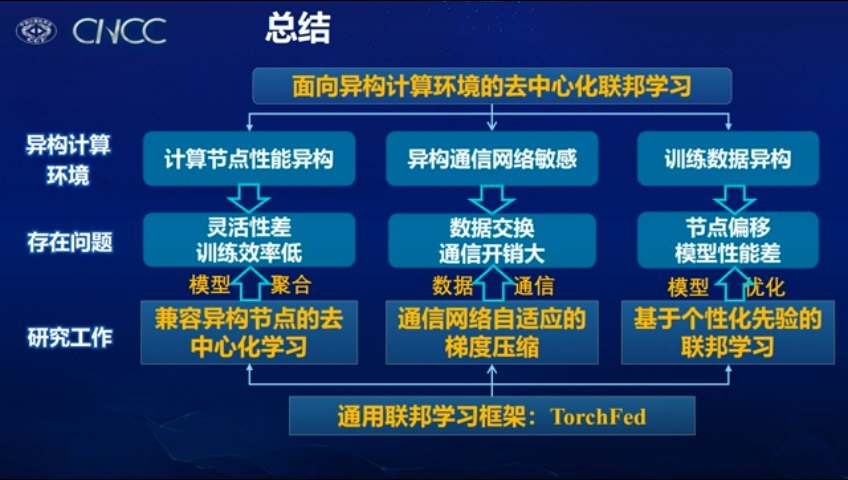 CNCC
总结
面向异构计算环境的去中心化联邦学习
异构计算
环境
计算节点性能异构
异构通信网络敏感
训练数据异构
存在问题
灵活性差
训练效率低
数据交换
通信开销大
节点偏移
模型性能差
模型 聚合
数据 通信
模型 优化
研究工作
兼容异构节点的去
中心化学习
通信网络自适应的
梯度压缩
基于个性化先验的
联邦学习
通用联邦学习框架：TorchFed